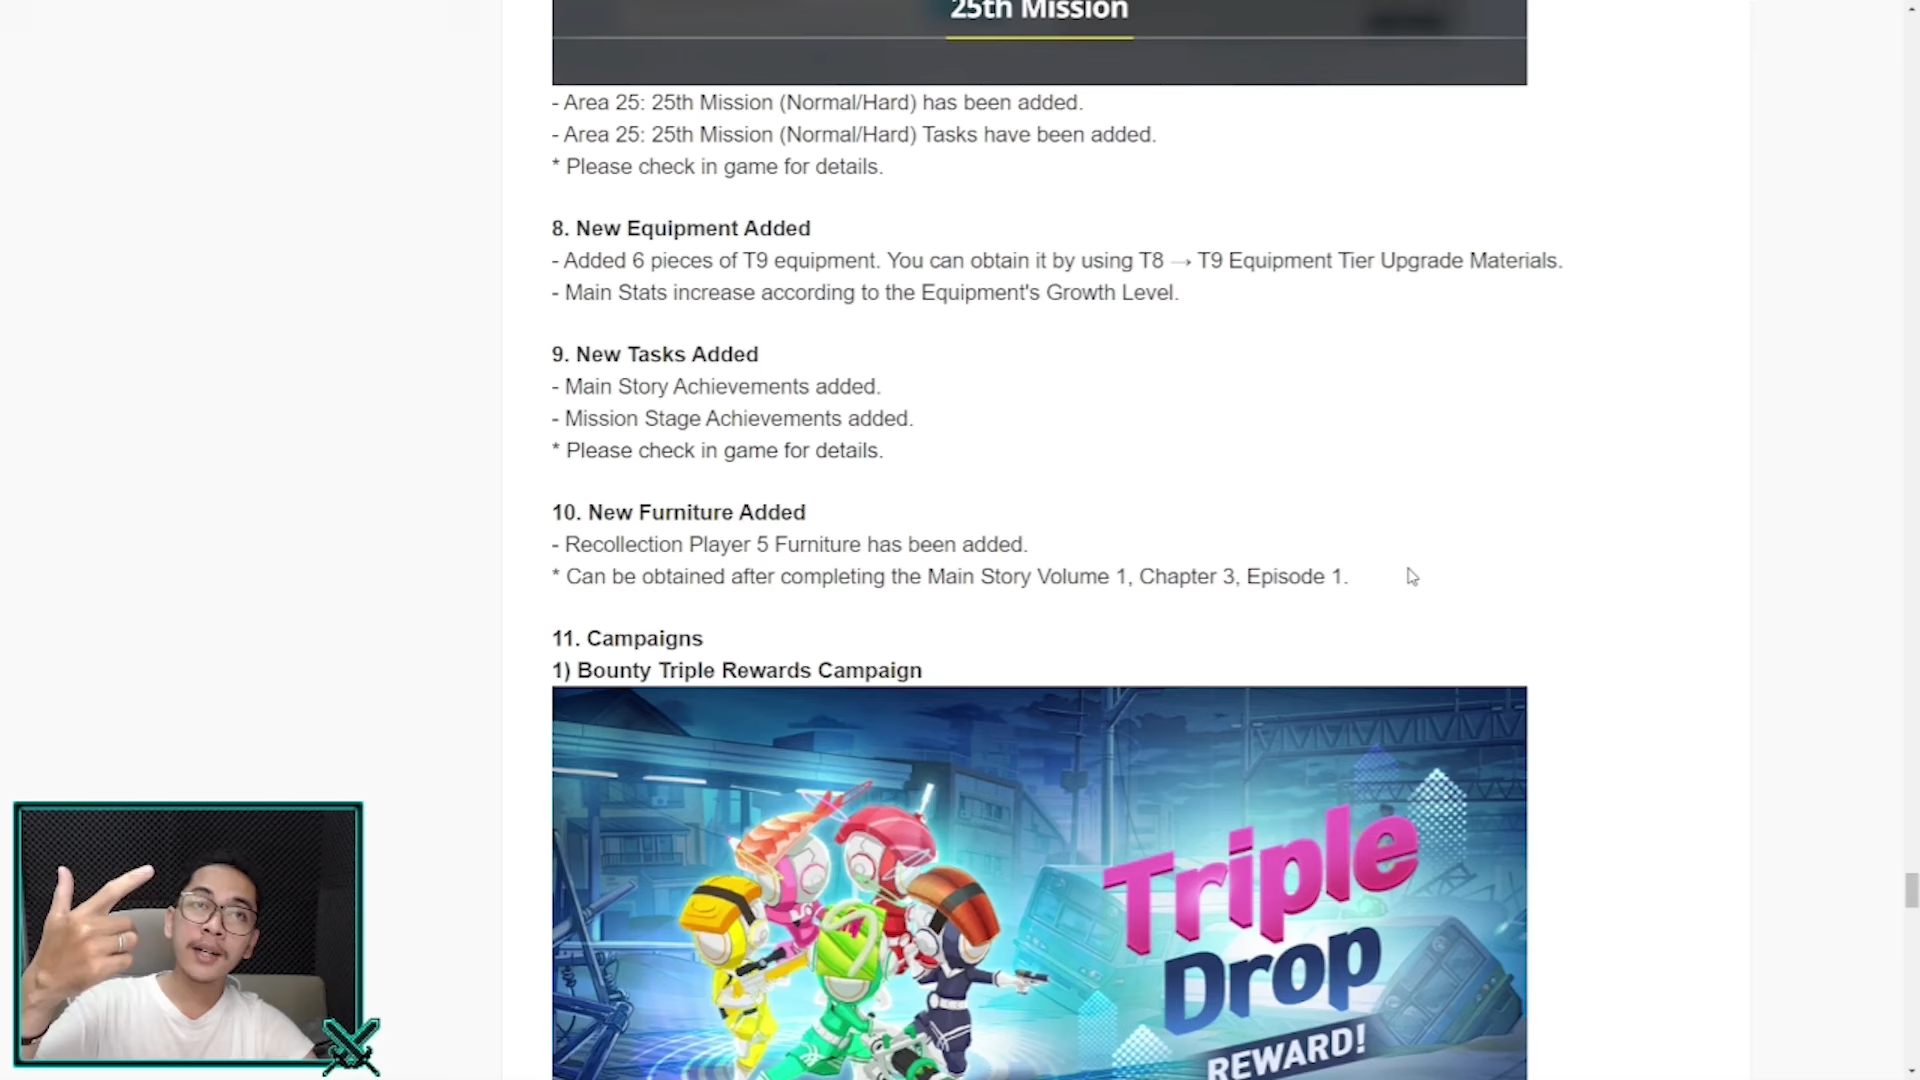 25th Mission
- Area 25: 25th Mission (Normal/Hard) has been added.
- Area 25: 25th Mission (Normal/Hard) Tasks have been added.
* Please check in game for details.
8. New Equipment Added
- Added 6 pieces of T9 equipment. You can obtain it by using T8 → T9 Equipment Tier Upgrade Materials.
- Main Stats increase according to the Equipment's Growth Level.
9. New Tasks Added
- Main Story Achievements added.
- Mission Stage Achievements added.
* Please check in game for details.
10. New Furniture Added
- Recollection Player 5 Furniture has been added.
* Can be obtained after completing the Main Story Volume 1, Chapter 3, Episode 1.
11. Campaigns
1) Bounty Triple Rewards Campaign
Triple
Drop
REWARD!